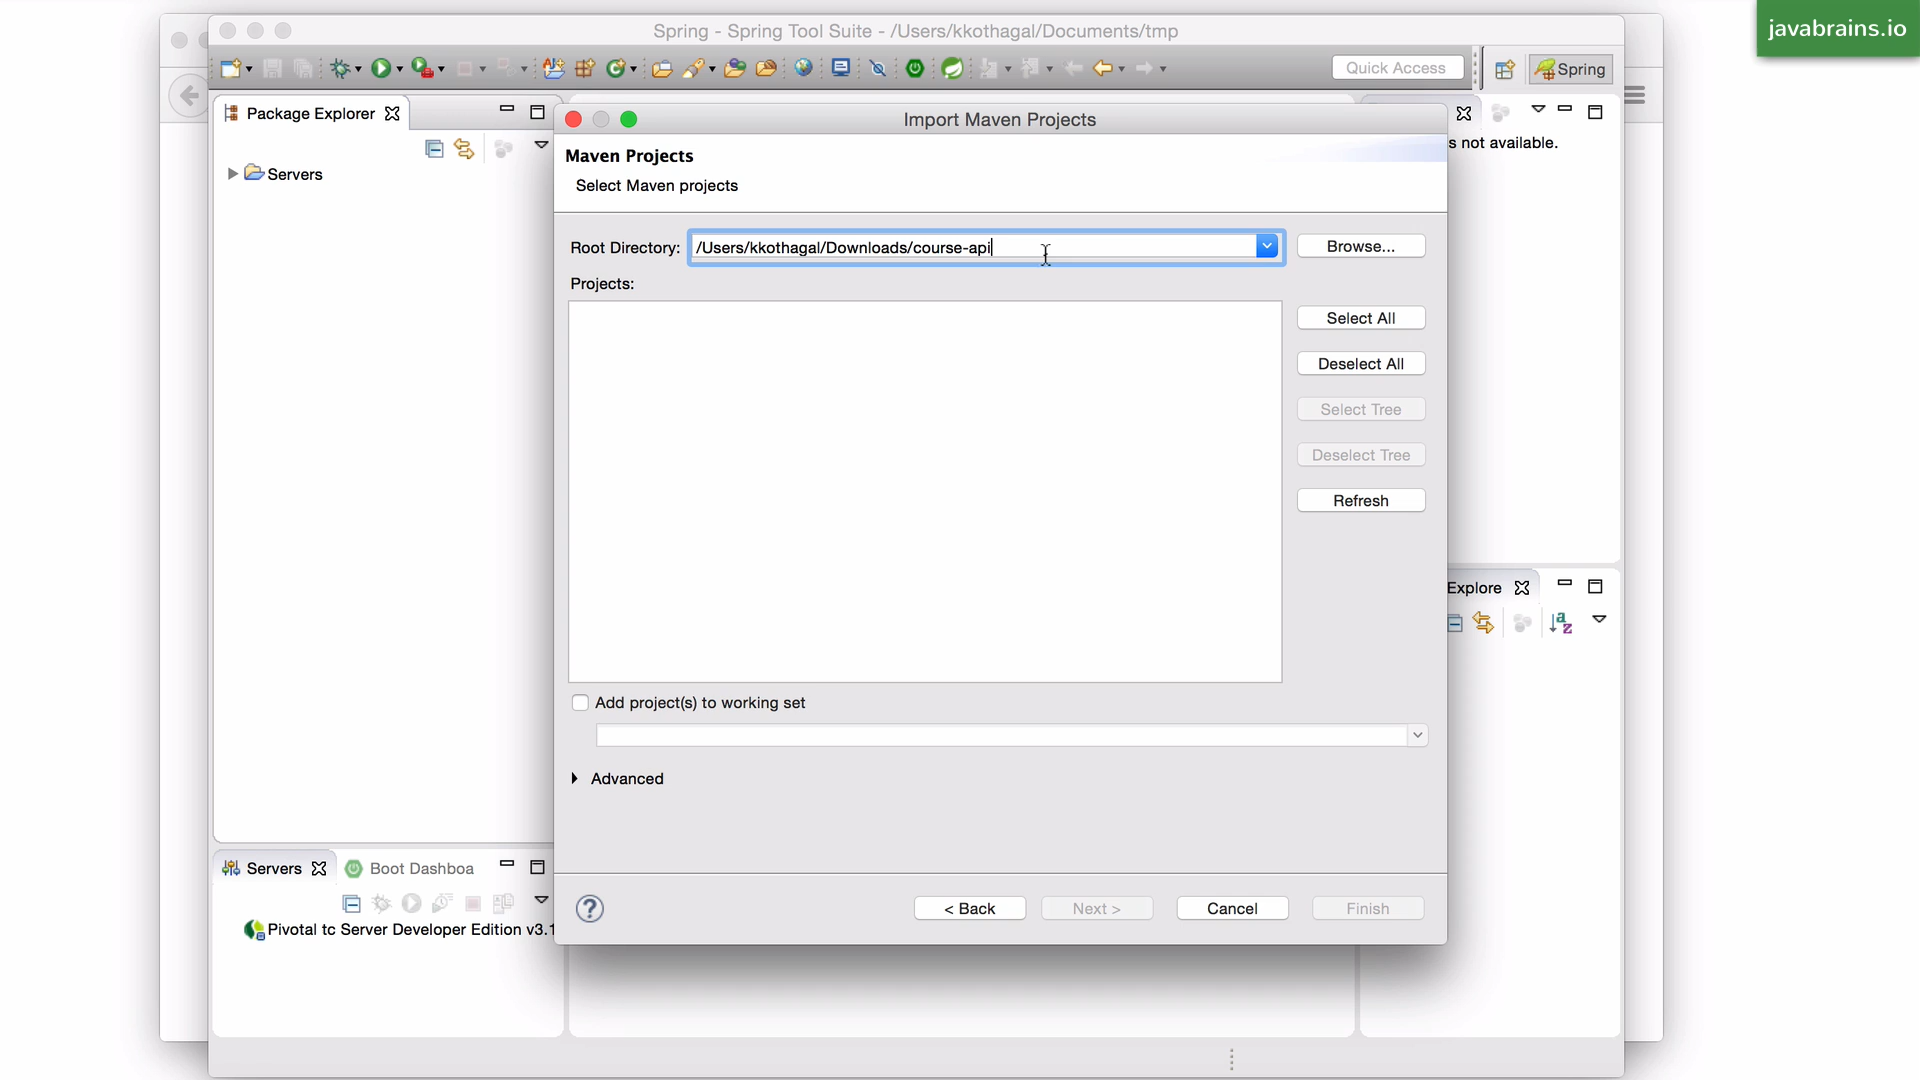 javabrains.io
Spring - Spring Tool Suite - /Users/kkothagal/Documents/tmp
Quick Access
Spring
Package Explorer
Servers
Import Maven Projects
Maven Projects
Select Maven projects
s not available.
Root Directory: /Users/kkothagal/Downloads/course-api Browse...
Projects:
Select All
Deselect All
Select Tree
Deselect Tree
Refresh
Explore
Add project(s) to working set
Advanced
Servers Boot Dashboa
Pivotal tc Server Developer Edition v3.1
? < Back Next > Cancel Finish